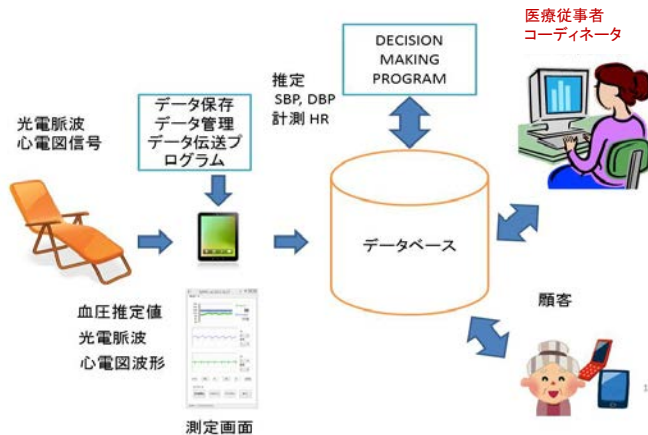 医療従事者
コーディネータ
DECISION
MAKING
PROGRAM
推定
SBP, DBP
計測 HR
データ保存
データ管理
データ伝送プ
ログラム
光電脈波
心電図信号
データベース
血圧推定値
光電脈波
心電図波形
測定画面
顧客